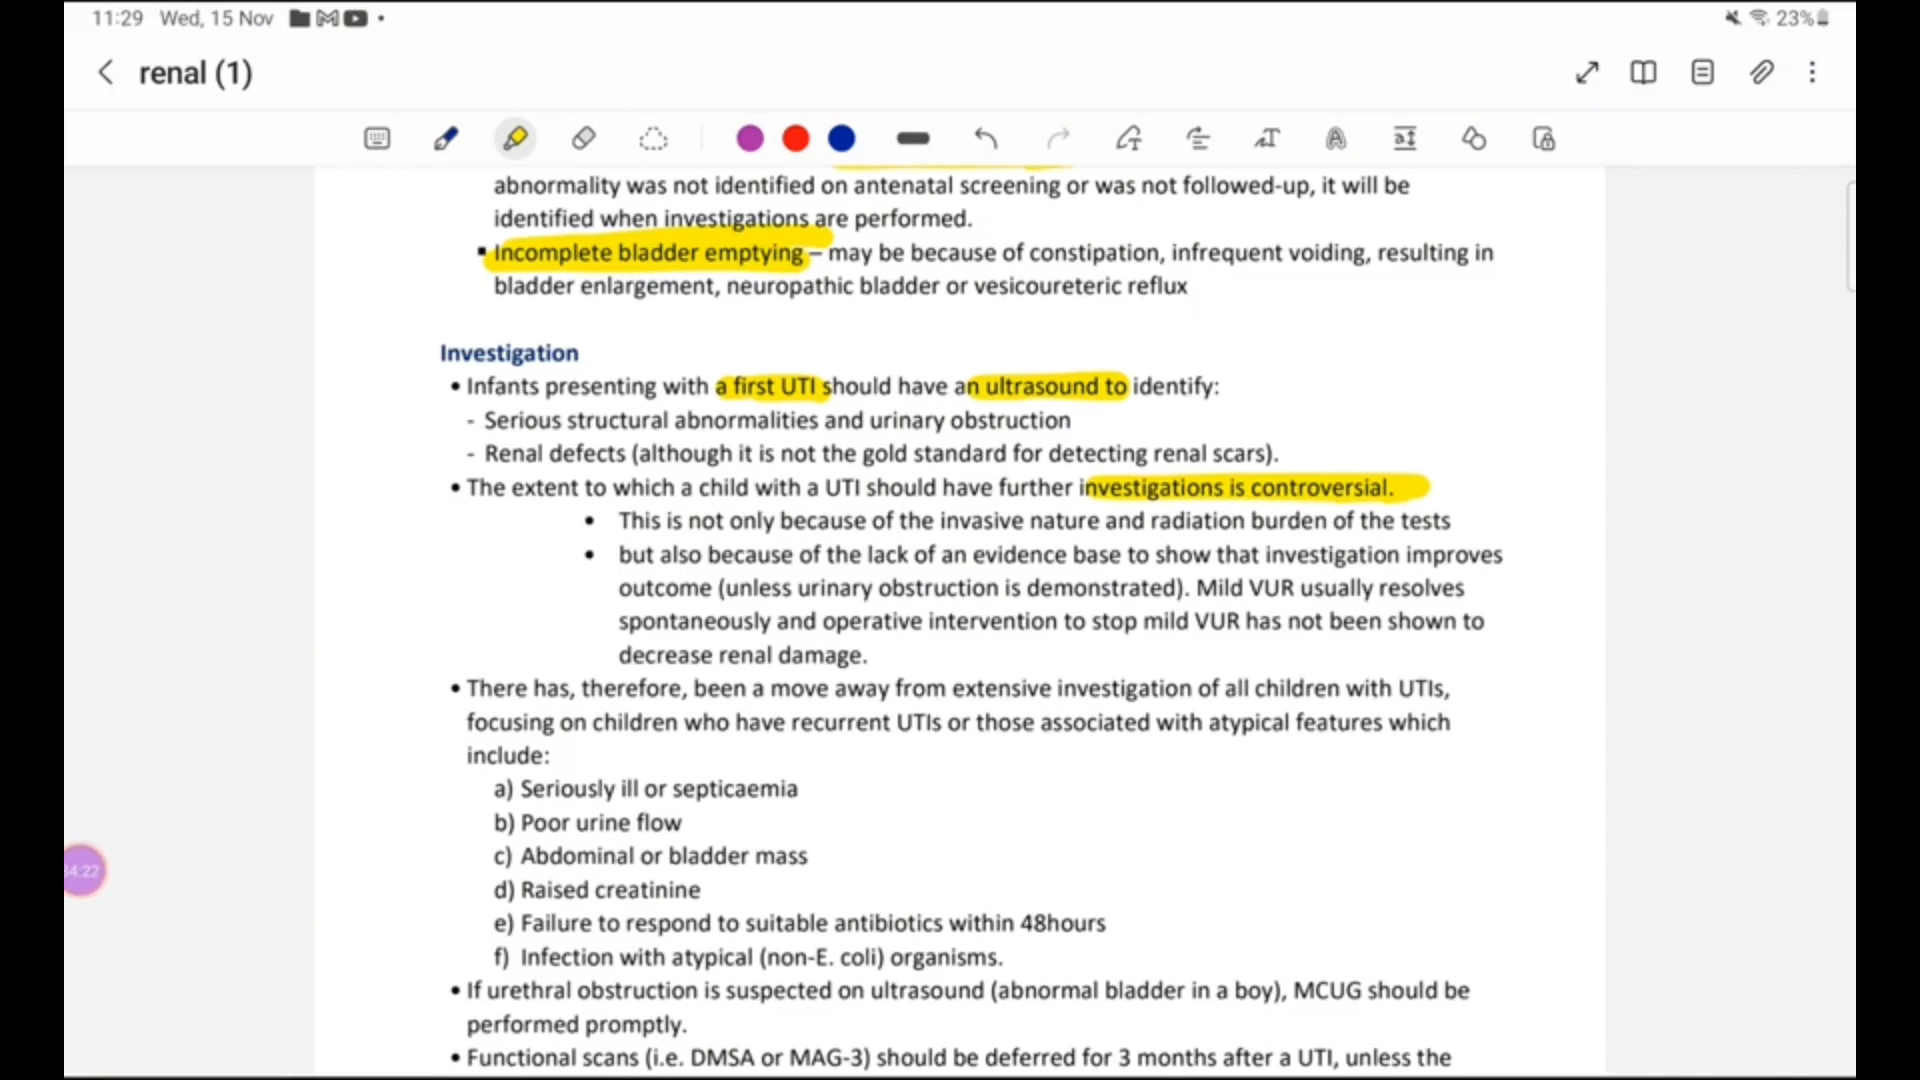 11:29 Wed, 15 Nov
23%
renal (1)
abnormality was not identified on antenatal screening or was not followed-up, it will be
identified when investigations are performed.
▪ Incomplete bladder emptying – may be because of constipation, infrequent voiding, resulting in
bladder enlargement, neuropathic bladder or vesicoureteric reflux
Investigation
• Infants presenting with a first UTI should have an ultrasound to identify:
- Serious structural abnormalities and urinary obstruction
- Renal defects (although it is not the gold standard for detecting renal scars).
• The extent to which a child with a UTI should have further investigations is controversial.
• This is not only because of the invasive nature and radiation burden of the tests
• but also because of the lack of an evidence base to show that investigation improves
outcome (unless urinary obstruction is demonstrated). Mild VUR usually resolves
spontaneously and operative intervention to stop mild VUR has not been shown to
decrease renal damage.
• There has, therefore, been a move away from extensive investigation of all children with UTIs,
focusing on children who have recurrent UTIs or those associated with atypical features which
include:
a) Seriously ill or septicaemia
b) Poor urine flow
c) Abdominal or bladder mass
d) Raised creatinine
e) Failure to respond to suitable antibiotics within 48hours
f) Infection with atypical (non-E. coli) organisms.
• If urethral obstruction is suspected on ultrasound (abnormal bladder in a boy), MCUG should be
performed promptly.
• Functional scans (i.e. DMSA or MAG-3) should be deferred for 3 months after a UTI, unless the